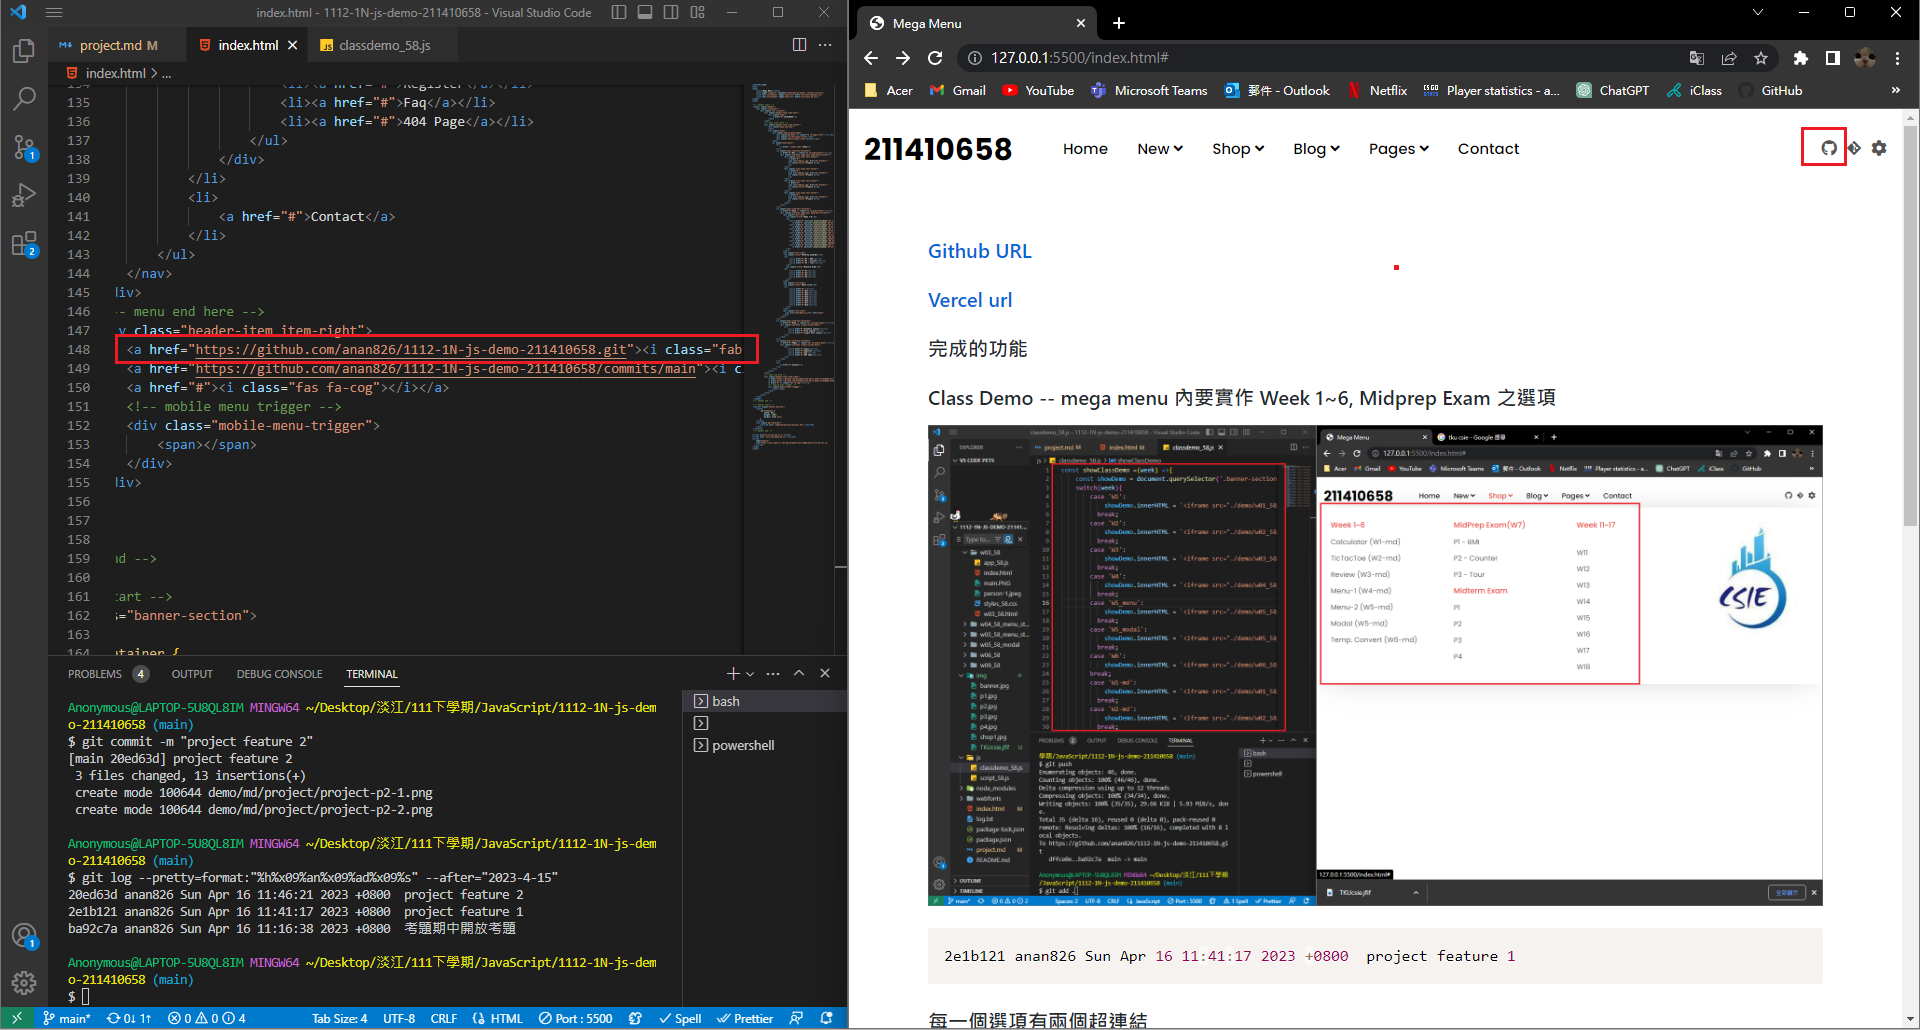 index.html - 1112-1N-js-demo-211410658 - Visual Studio Code
project.md M
index.html
classdemo_58.js
index.html > ...
134 <li><a href="#">Register</a></li>
135 <li><a href="#">Faq</a></li>
136 <li><a href="#">404 Page</a></li>
137 </ul>
138 </div>
139 </li>
140 <li>
141 <a href="#">Contact</a>
142 </li>
143 </ul>
144 </nav>
145 div>
146 -- menu end here -->
147 v class="header-item item-right">
148 <a href="https://github.com/anan826/1112-1N-js-demo-211410658.git"><i class="fab
149 <a href="https://github.com/anan826/1112-1N-js-demo-211410658/commits/main"><i c
150 <a href="#"><i class="fas fa-cog"></i></a>
151 <!-- mobile menu trigger -->
152 <div class="mobile-menu-trigger">
153 <span></span>
154 </div>
155 div>
156
157
158
159 nd -->
160
161 tart -->
162 s="banner-section">
163
164 ntainer {
PROBLEMS 4 OUTPUT DEBUG CONSOLE TERMINAL
bash
powershell
Anonymous@LAPTOP-5U8QL8IM MINGW64 ~/Desktop/淡江/111下學期/JavaScript/1112-1N-js-dem
o-211410658 (main)
$ git commit -m "project feature 2"
[main 20ed63d] project feature 2
3 files changed, 13 insertions(+)
create mode 100644 demo/md/project/project-p2-1.png
create mode 100644 demo/md/project/project-p2-2.png
Anonymous@LAPTOP-5U8QL8IM MINGW64 ~/Desktop/淡江/111下學期/JavaScript/1112-1N-js-dem
o-211410658 (main)
$ git log --pretty=format:"%h%x09%an%x09%ad%x09%s" --after="2023-4-15"
20ed63d anan826 Sun Apr 16 11:46:21 2023 +0800 project feature 2
2e1b121 anan826 Sun Apr 16 11:41:17 2023 +0800 project feature 1
ba92c7a anan826 Sun Apr 16 11:16:38 2023 +0800 考題期中開放考題
Anonymous@LAPTOP-5U8QL8IM MINGW64 ~/Desktop/淡江/111下學期/JavaScript/1112-1N-js-dem
o-211410658 (main)
$
main* 0↓ 1↑ 0 0 4 Tab Size: 4 UTF-8 CRLF HTML Port : 5500 Spell Prettier
Mega Menu
127.0.0.1:5500/index.html#
Acer Gmail YouTube Microsoft Teams 郵件 - Outlook Netflix Player statistics - a... ChatGPT iClass GitHub
211410658 Home New Shop Blog Pages Contact
Github URL
Vercel url
完成的功能
Class Demo -- mega menu 內要實作 Week 1~6, Midprep Exam 之選項
211410658 Home New Shop Blog Pages Contact
Week 1-6 MidPrep Exam(W7) Week 11-17
Calculator (W1-md) P1 - BMI
TicTacToe (W2-md) P2 - Counter W11
Review (W3-md) P3 - Tour W12
Menu-1 (W4-md) Midterm Exam W13
Menu-2 (W5-md) P1 W14
Modal (W5-md) P2 W15
Temp. Convert (W6-md) P3 W16
P4 W17
W18
CSIE
2e1b121 anan826 Sun Apr 16 11:41:17 2023 +0800 project feature 1
每一個選項有兩個超連結